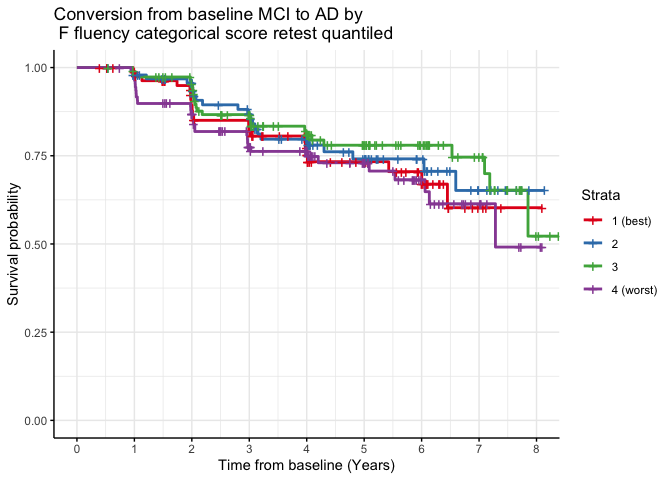 Conversion from baseline MCI to AD by
F fluency categorical score retest quantiled
1.00
0.75
0.50
0.25
0.00
Survival probability
0 1 2 3 4 5 6 7 8
Time from baseline (Years)
Strata
1 (best)
2
3
4 (worst)